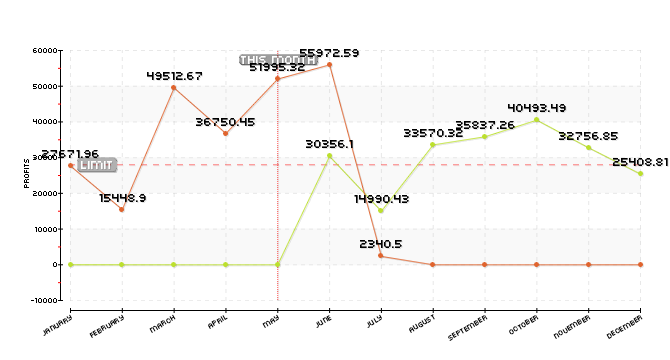 60000
50000
40000
30000
20000
10000
0
-10000
PROFITS
THIS MONTH
LIMIT
27671.96
15448.9
49512.67
36750.45
51995.32
55972.59
2340.5
30356.1
14990.43
33570.32
35837.26
40493.49
32756.85
25408.81
JANUARY
FEBRUARY
MARCH
APRIL
MAY
JUNE
JULY
AUGUST
SEPTEMBER
OCTOBER
NOVEMBER
DECEMBER